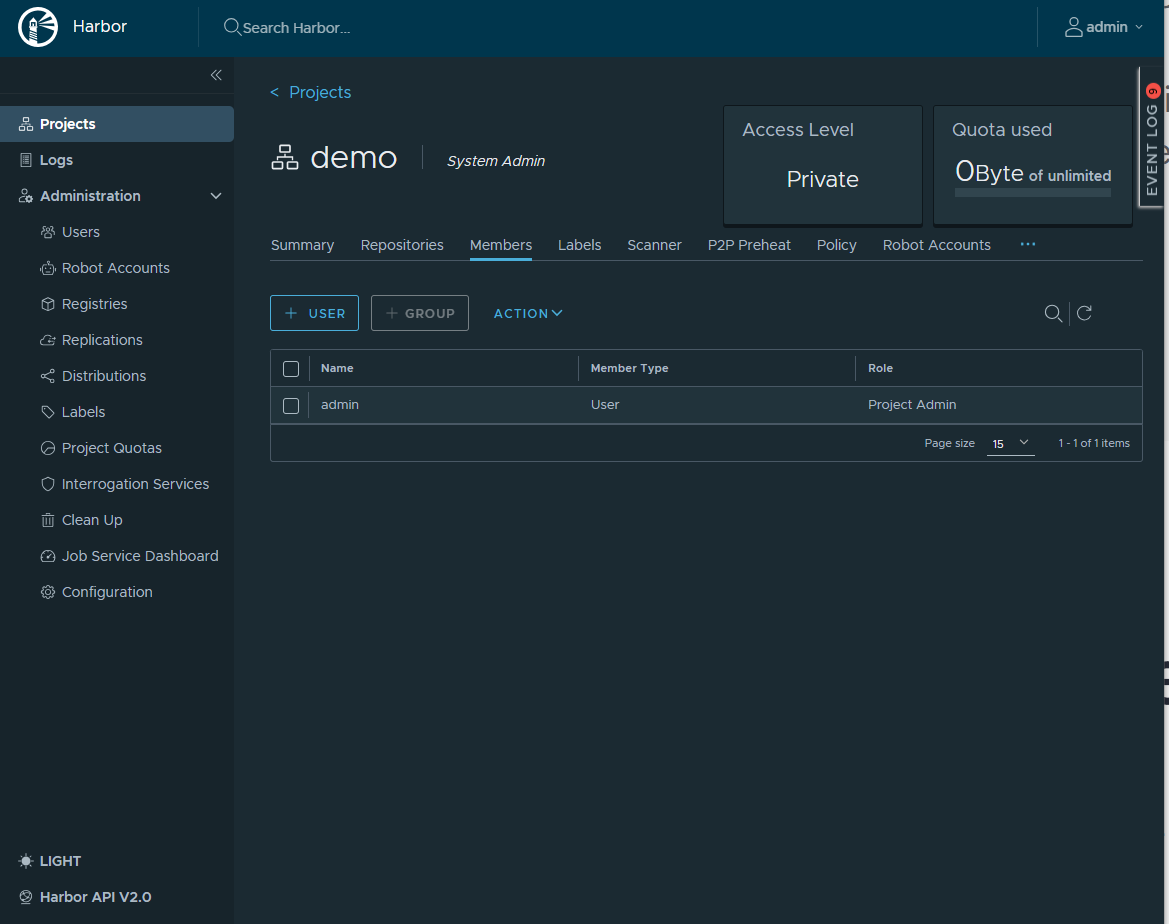 Harbor
Search Harbor...
admin
Projects
Logs
Administration
Users
Robot Accounts
Registries
Replications
Distributions
Labels
Project Quotas
Interrogation Services
Clean Up
Job Service Dashboard
Configuration
LIGHT
Harbor API V2.0
< Projects
demo
System Admin
Access Level
Private
Quota used
0Byte of unlimited
EVENT LOG 9
Summary Repositories Members Labels Scanner P2P Preheat Policy Robot Accounts ...
+ USER + GROUP ACTION
Name Member Type Role
admin User Project Admin
Page size 15 1 - 1 of 1 items